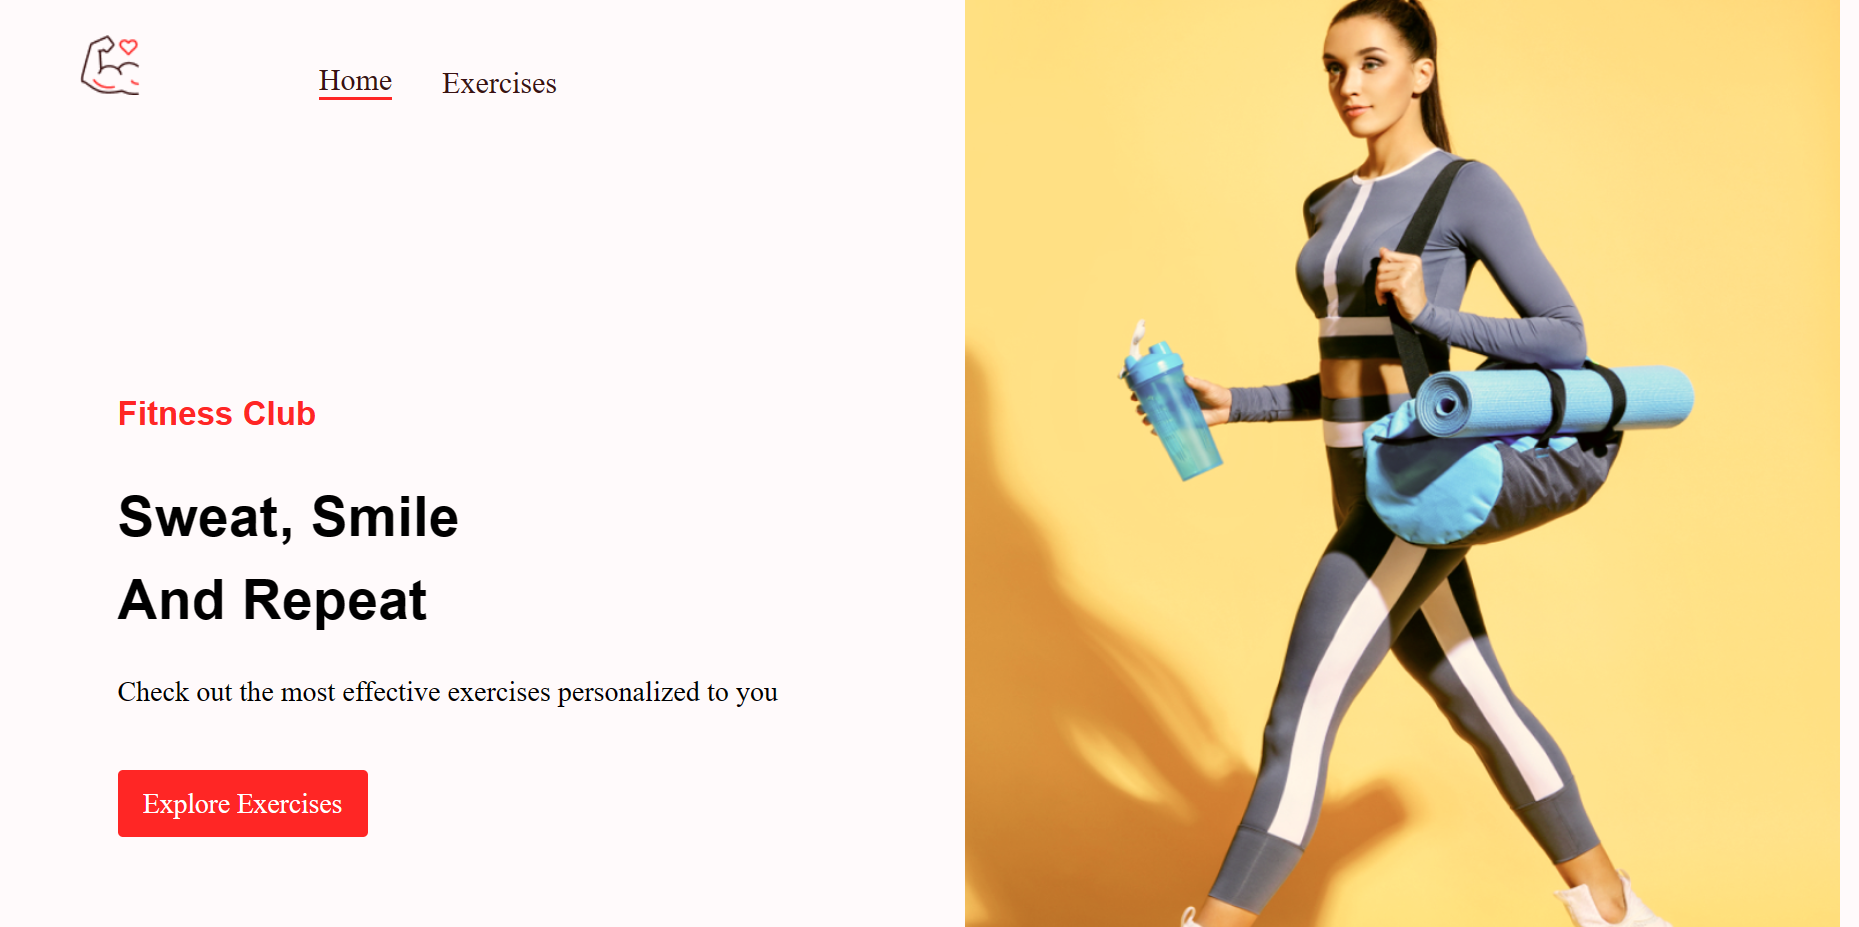 Home
Exercises
Fitness Club
Sweat, Smile
And Repeat
Check out the most effective exercises personalized to you
Explore Exercises